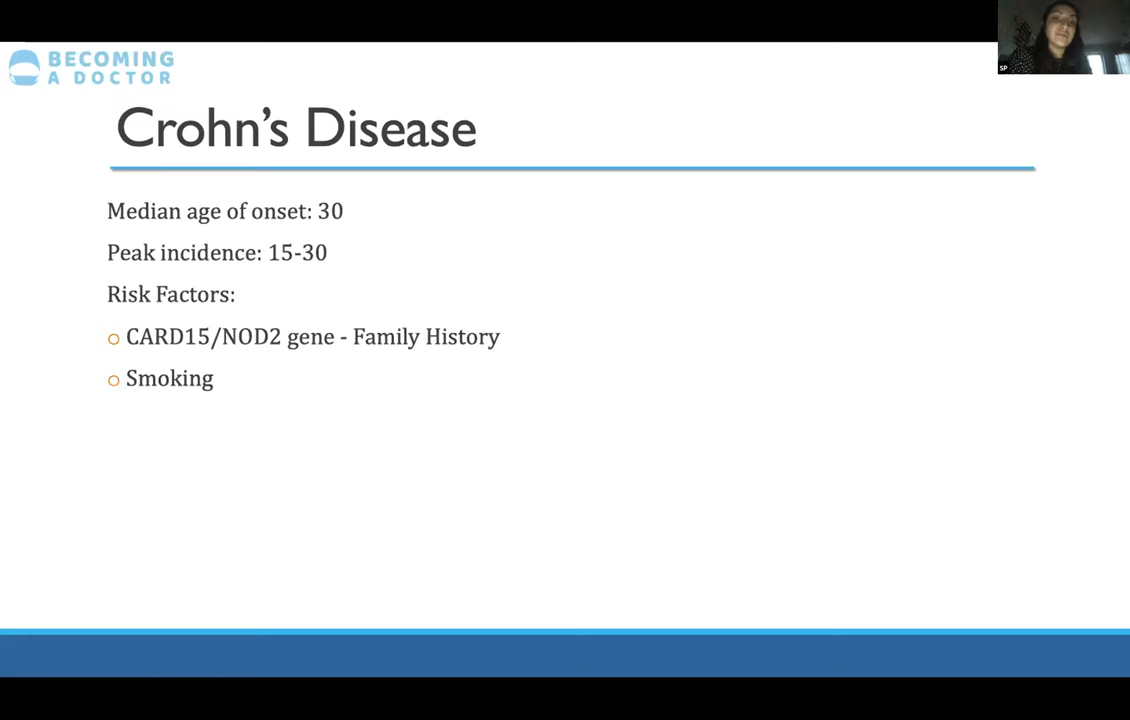 BECOMING
A DOCTOR
SP
Crohn's Disease
Median age of onset: 30
Peak incidence: 15-30
Risk Factors:
CARD15/NOD2 gene - Family History
Smoking